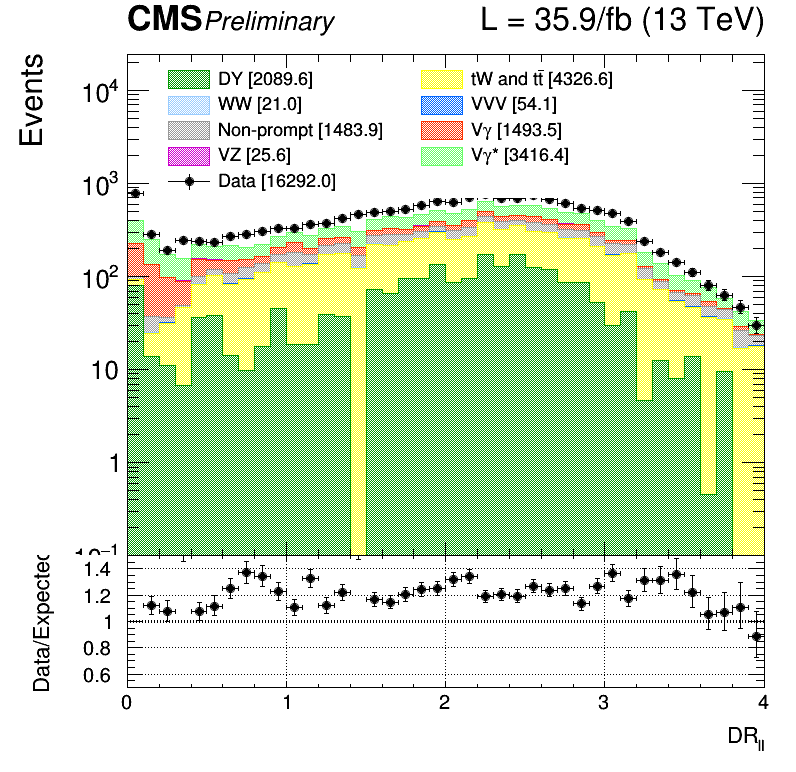 CMS Preliminary L = 35.9/fb (13 TeV)
Events
DY [2089.6]
tW and tt̄ [4326.6]
WW [21.0]
VVV [54.1]
Non-prompt [1483.9]
Vγ [1493.5]
VZ [25.6]
Vγ* [3416.4]
Data [16292.0]
10⁴
10³
10²
10
1
10⁻¹
Data/Expected
1.4
1.2
1
0.8
0.6
0 1 2 3 4
DRll